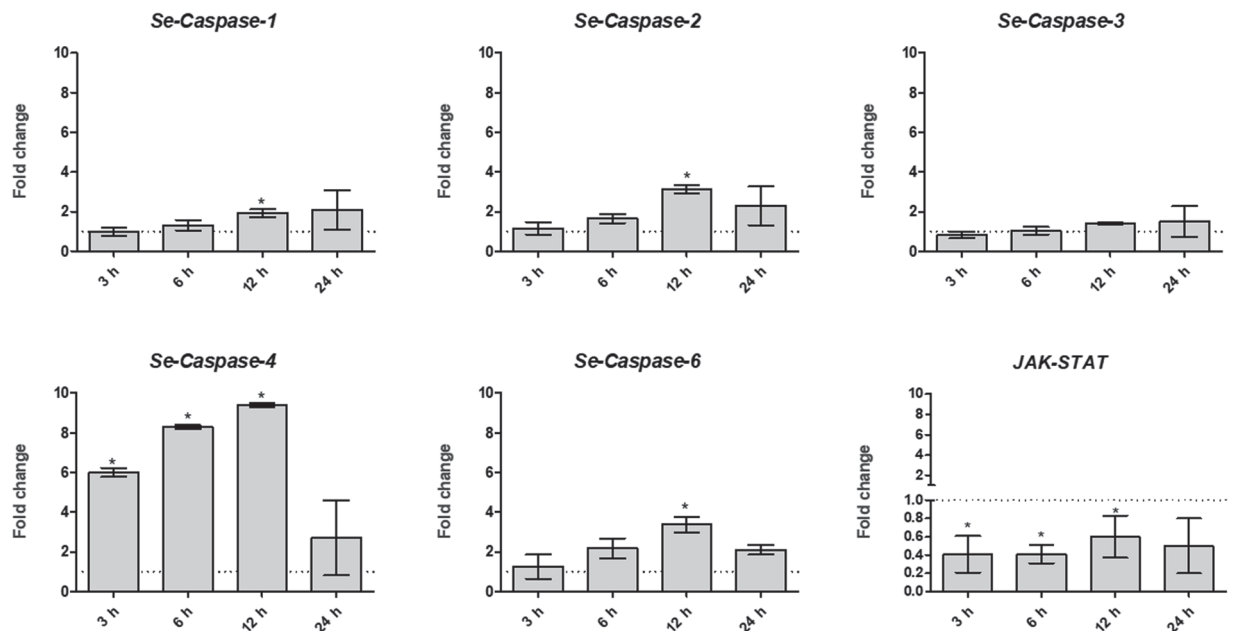 Se-Caspase-1
Fold change
10
8
6
4
2
0
*
3 h
6 h
12 h
24 h
Se-Caspase-2
Fold change
10
8
6
4
2
0
*
3 h
6 h
12 h
24 h
Se-Caspase-3
Fold change
10
8
6
4
2
0
3 h
6 h
12 h
24 h
Se-Caspase-4
Fold change
10
8
6
4
2
0
*
*
*
3 h
6 h
12 h
24 h
Se-Caspase-6
Fold change
10
8
6
4
2
0
*
3 h
6 h
12 h
24 h
JAK-STAT
Fold change
10
8
6
4
2
1.0
0.8
0.6
0.4
0.2
0.0
*
*
*
3 h
6 h
12 h
24 h